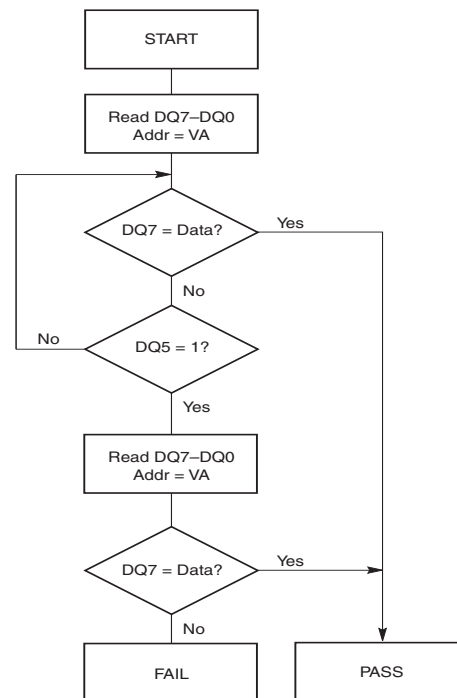 START
Read DQ7–DQ0
Addr = VA
DQ7 = Data?
Yes
No
No
DQ5 = 1?
Yes
Read DQ7–DQ0
Addr = VA
DQ7 = Data?
Yes
No
FAIL
PASS